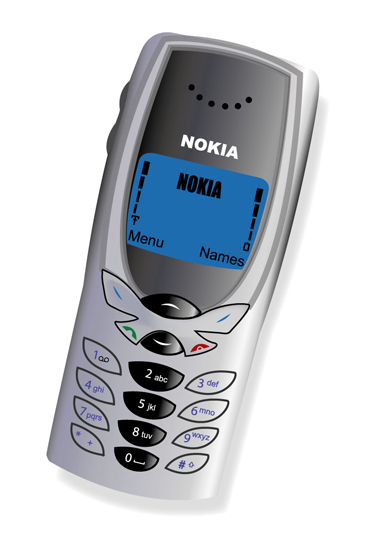 NOKIA
NOKIA
Menu Names
1 2 abc 3 def
4 ghi 5 jkl 6 mno
7 pqrs 8 tuv 9 wxyz
* + 0 #